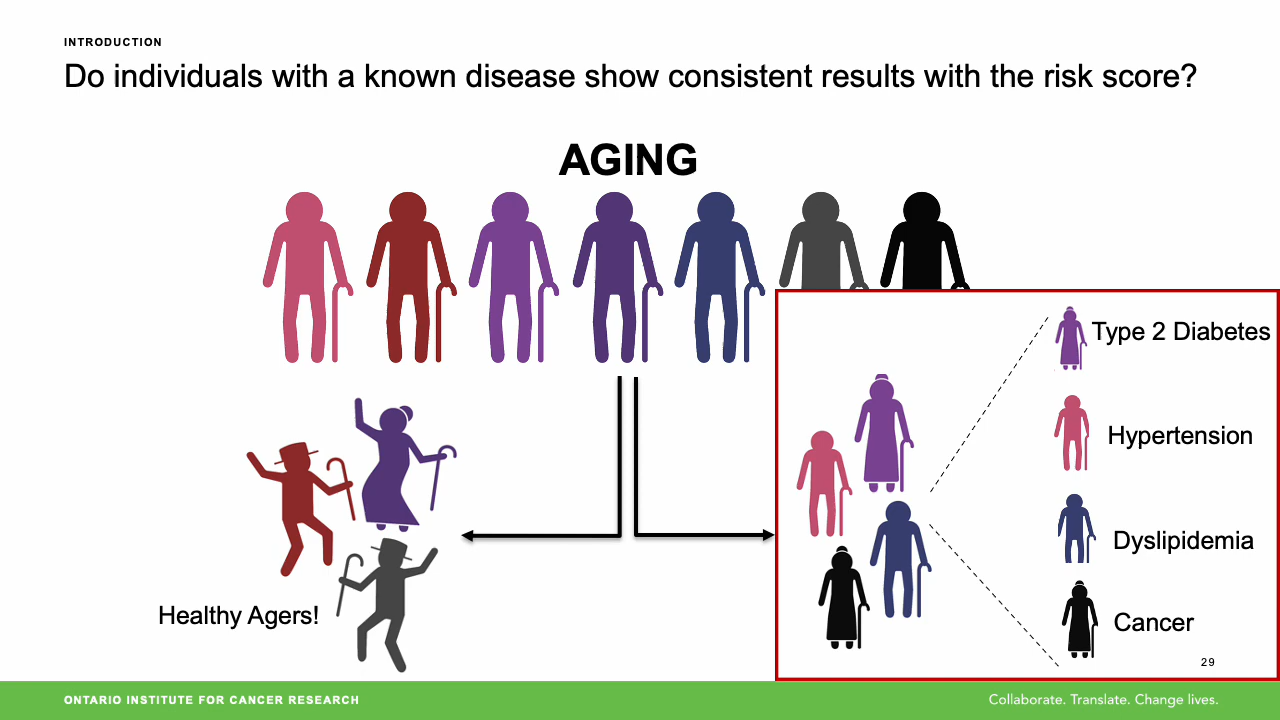 INTRODUCTION
Do individuals with a known disease show consistent results with the risk score?
AGING
Type 2 Diabetes
Hypertension
Dyslipidemia
Healthy Agers!
Cancer
29
ONTARIO INSTITUTE FOR CANCER RESEARCH
Collaborate. Translate. Change lives.